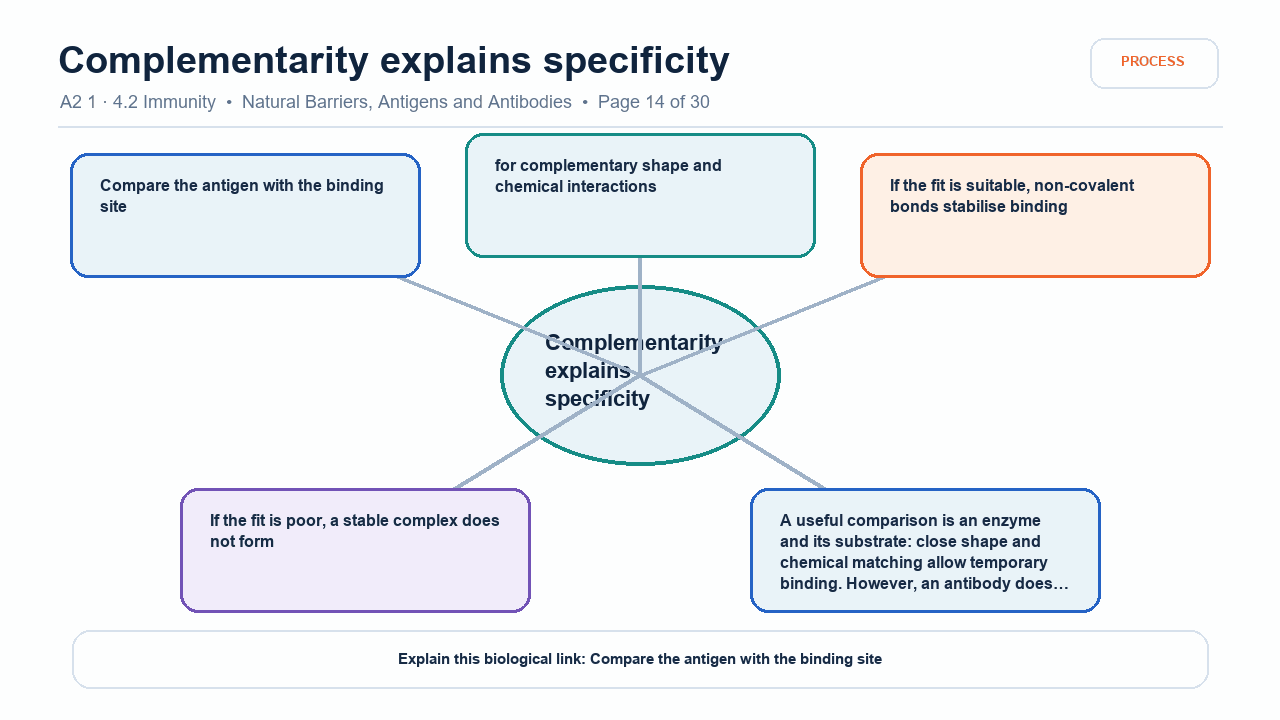 Complementarity explains specificity
PROCESS
A2 1 · 4.2 Immunity • Natural Barriers, Antigens and Antibodies • Page 14 of 30
Compare the antigen with the binding
site
for complementary shape and
chemical interactions
If the fit is suitable, non-covalent
bonds stabilise binding
Complementarity
explains
specificity
If the fit is poor, a stable complex does
not form
A useful comparison is an enzyme
and its substrate: close shape and
chemical matching allow temporary
binding. However, an antibody does…
Explain this biological link: Compare the antigen with the binding site